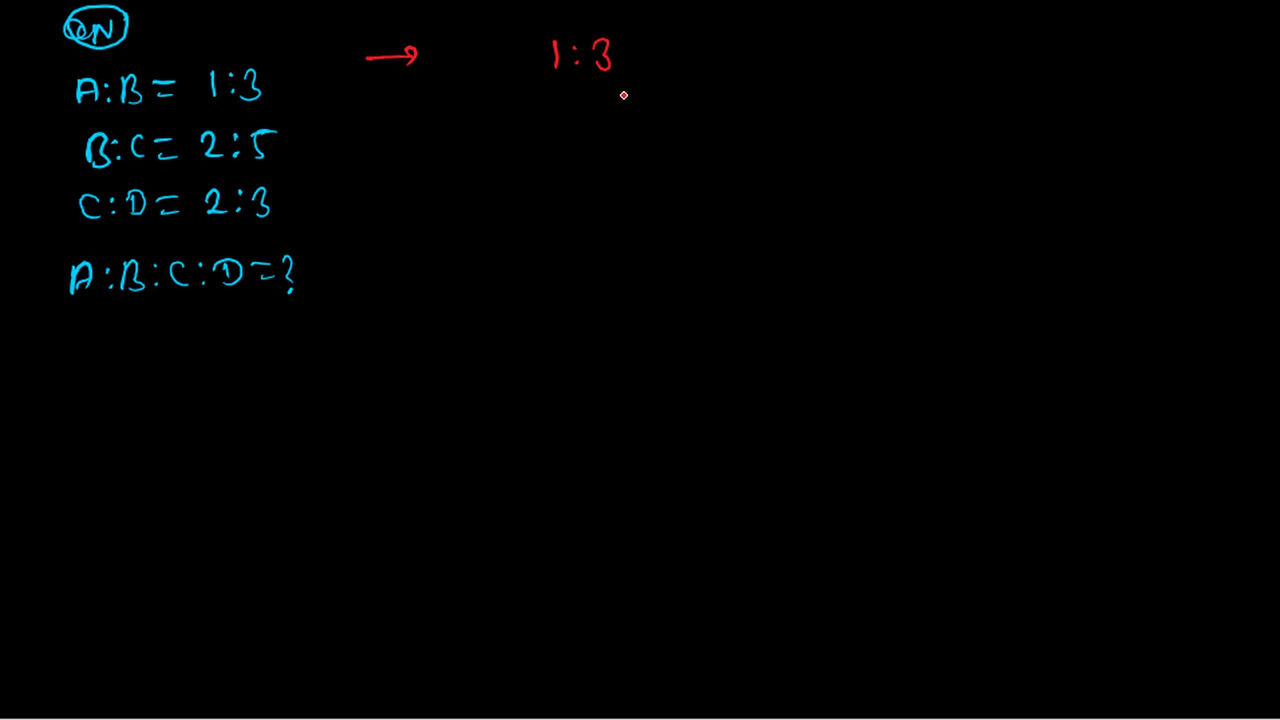 QN
A:B = 1:3
B:C = 2:5
C:D = 2:3
A:B:C:D = ?
→ 1:3